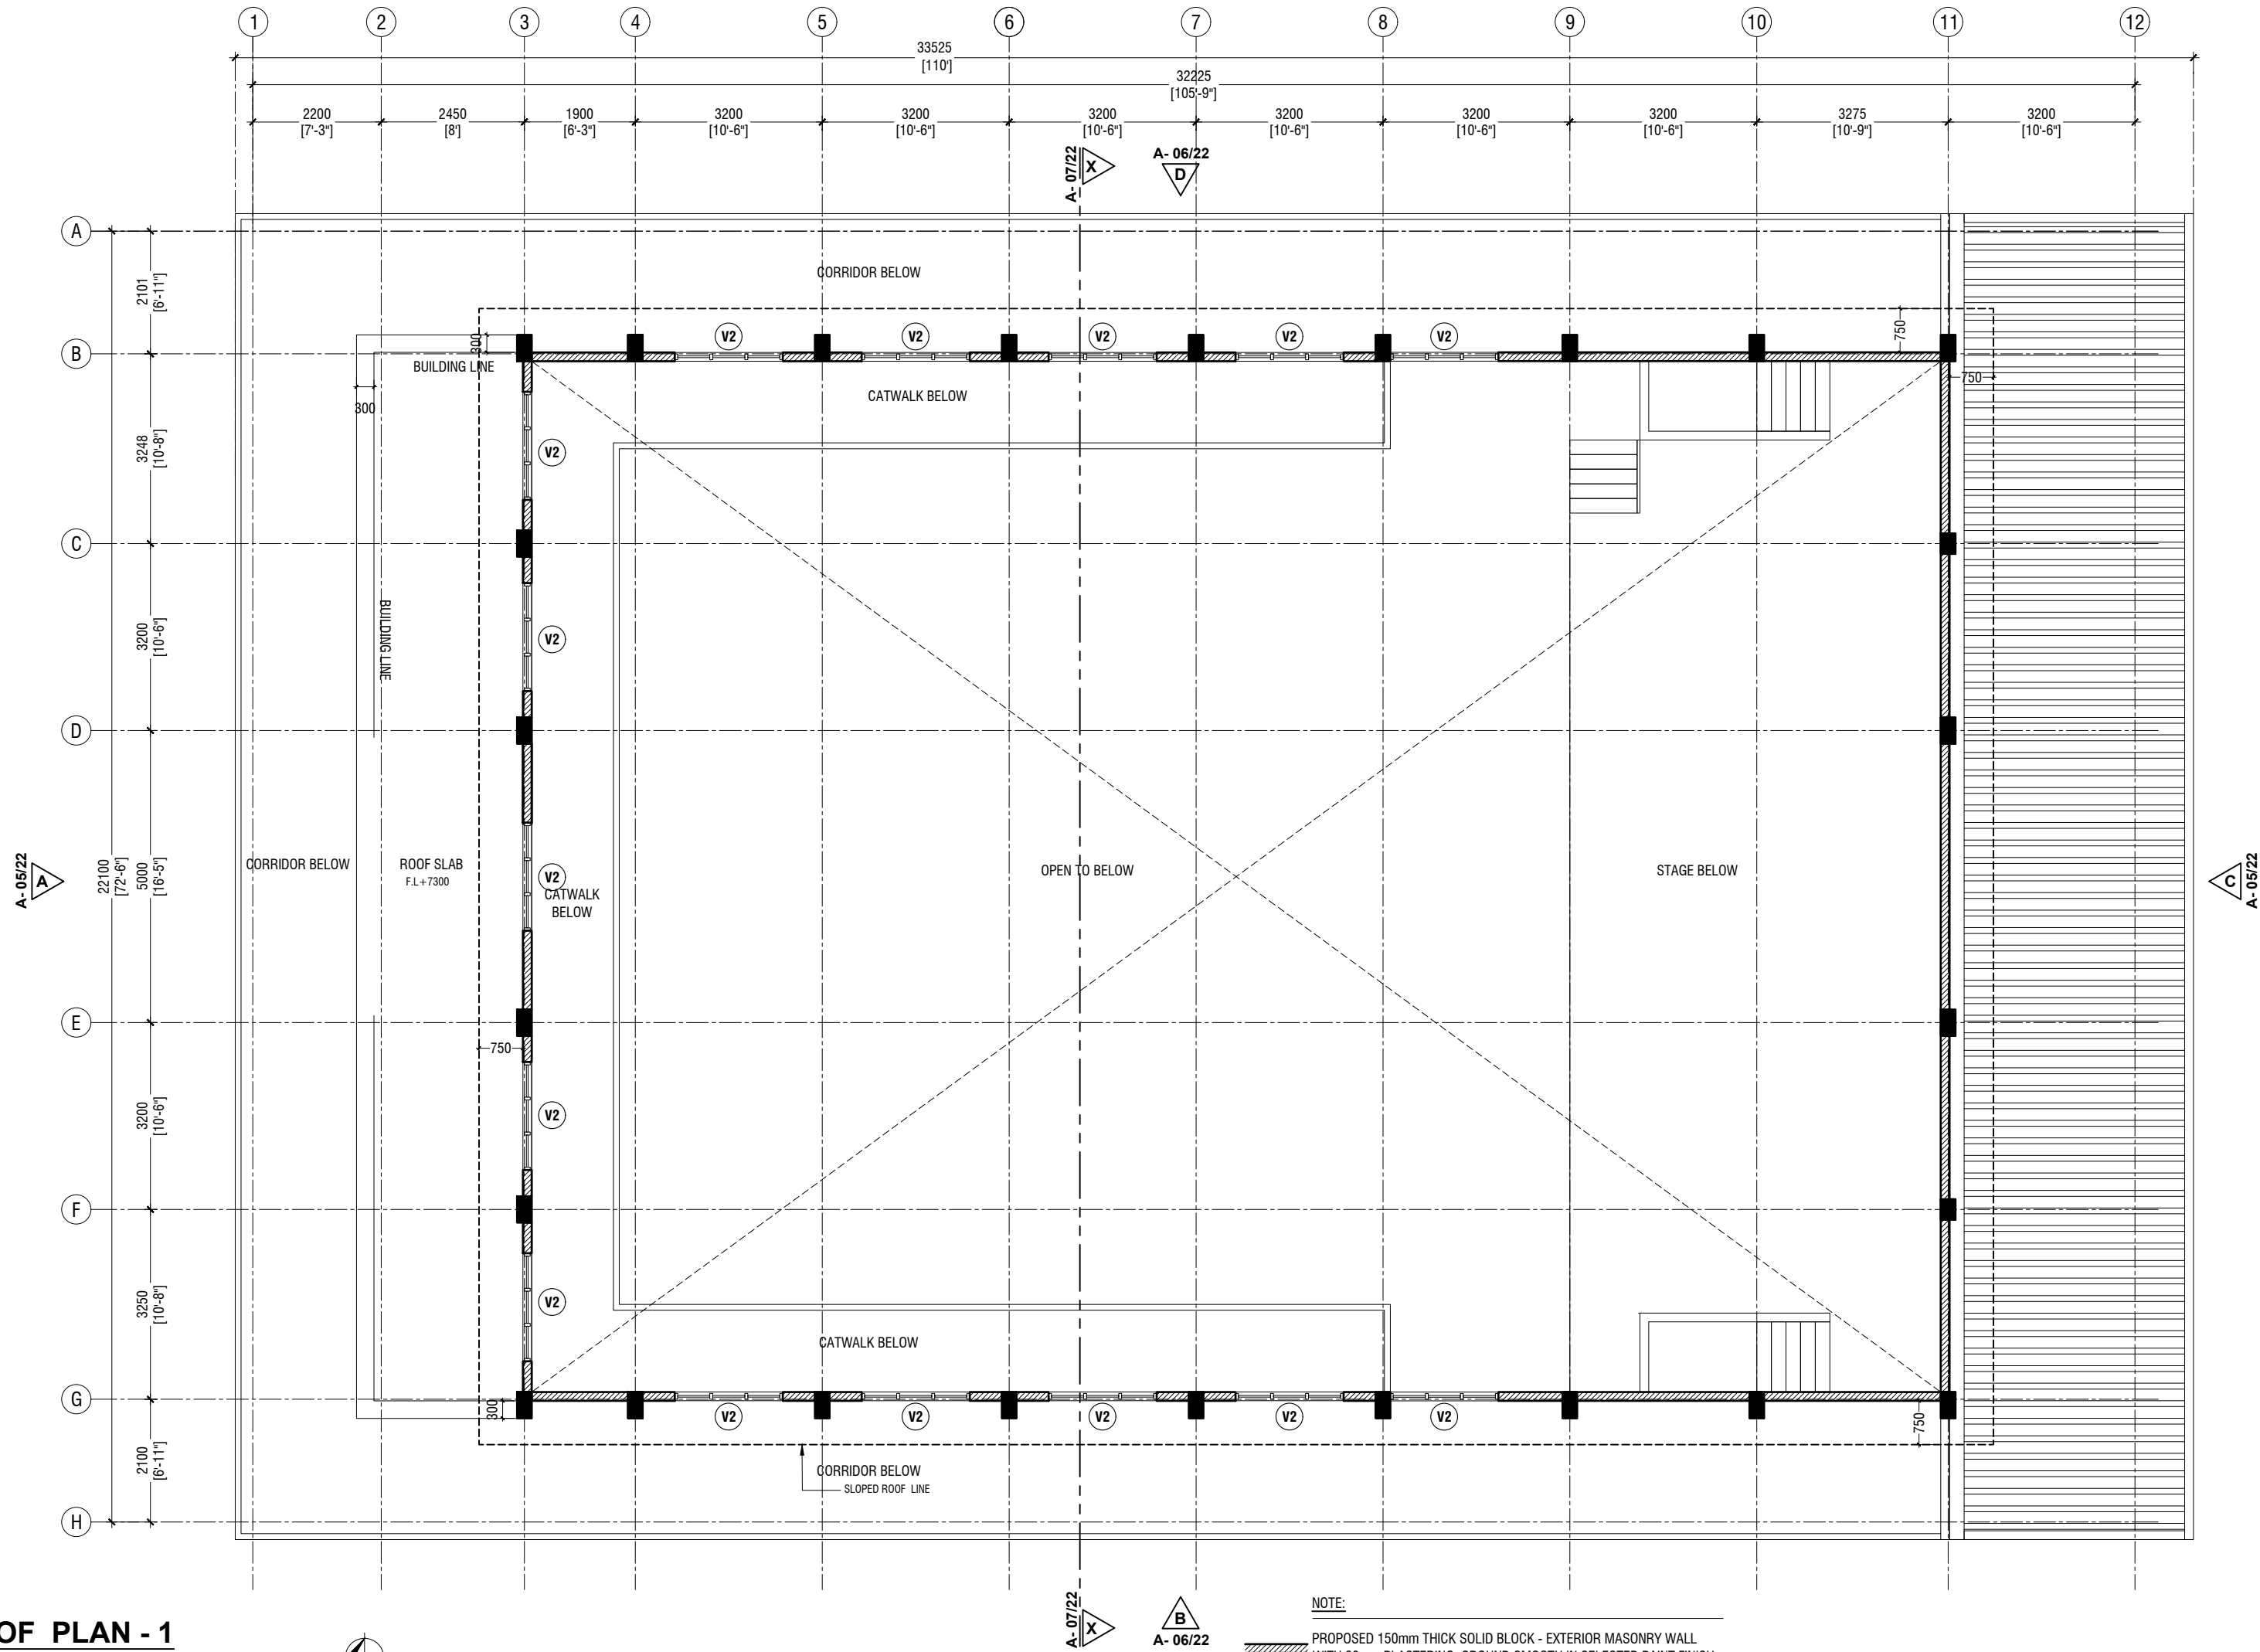 1 2 3 4 5 6 7 8 9 10 11 12
33525
[110']
32225
[105'-9"]
2200 2450 1900 3200 3200 3200 3200 3200 3200 3275 3200
[7'-3"] [8'] [6'-3"] [10'-6"] [10'-6"] [10'-6"] [10'-6"] [10'-6"] [10'-6"] [10'-9"] [10'-6"]
A- 07/22
X
A- 06/22
D
A
2101
[6'-11"]
CORRIDOR BELOW
B
300
V2 V2 V2 V2 V2
750
BUILDING LINE
750
300
CATWALK BELOW
3248
[10'-8"]
V2
C
3200
[10'-6"]
BUILDING LINE
V2
D
A- 05/22
A
22100
[72'-6"]
5000
[16'-5"]
CORRIDOR BELOW
ROOF SLAB
F.L+7300
V2
CATWALK
BELOW
OPEN TO BELOW
STAGE BELOW
C
A- 05/22
E
750
3200
[10'-6"]
V2
F
3250
[10'-8"]
V2
CATWALK BELOW
G
300
V2 V2 V2 V2 V2
750
2100
[6'-11"]
CORRIDOR BELOW
SLOPED ROOF LINE
H
A- 07/22
X
B
A- 06/22
NOTE:
OF PLAN - 1
PROPOSED 150mm THICK SOLID BLOCK - EXTERIOR MASONRY WALL